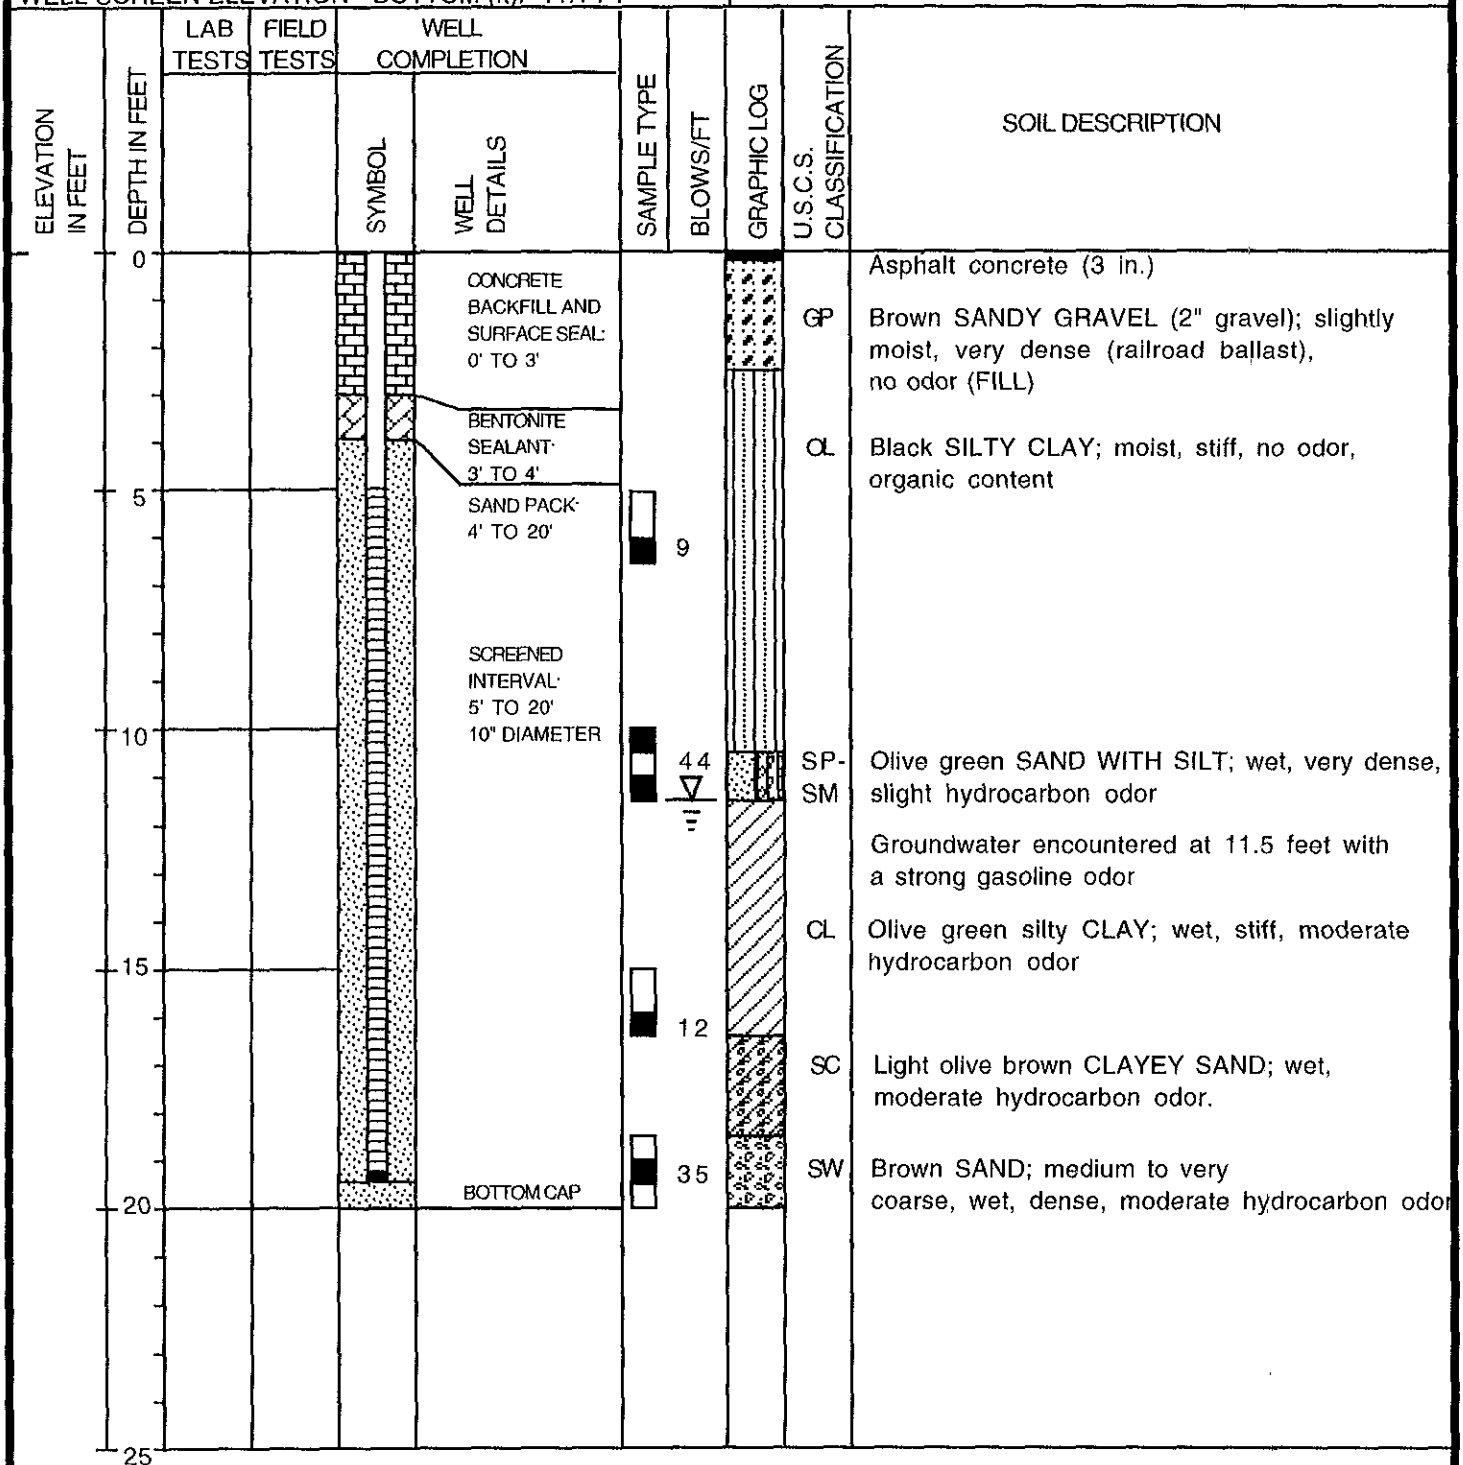 LAB TESTS
FIELD TESTS
WELL COMPLETION
ELEVATION IN FEET
DEPTH IN FEET
SYMBOL
WELL DETAILS
SAMPLE TYPE
BLOWS/FT
GRAPHIC LOG
U.S.C.S. CLASSIFICATION
SOIL DESCRIPTION
0
CONCRETE
BACKFILL AND
SURFACE SEAL:
0' TO 3'
Asphalt concrete (3 in.)
GP
Brown SANDY GRAVEL (2" gravel); slightly
moist, very dense (railroad ballast),
no odor (FILL)
BENTONITE
SEALANT:
3' TO 4'
OL
Black SILTY CLAY; moist, stiff, no odor,
organic content
5
SAND PACK:
4' TO 20'
9
SCREENED
INTERVAL:
5' TO 20'
10" DIAMETER
10
44
SP-
SM
Olive green SAND WITH SILT; wet, very dense,
slight hydrocarbon odor
Groundwater encountered at 11.5 feet with
a strong gasoline odor
CL
Olive green silty CLAY; wet, stiff, moderate
hydrocarbon odor
15
12
SC
Light olive brown CLAYEY SAND; wet,
moderate hydrocarbon odor.
35
SW
Brown SAND; medium to very
coarse, wet, dense, moderate hydrocarbon odor
BOTTOM CAP
20
25